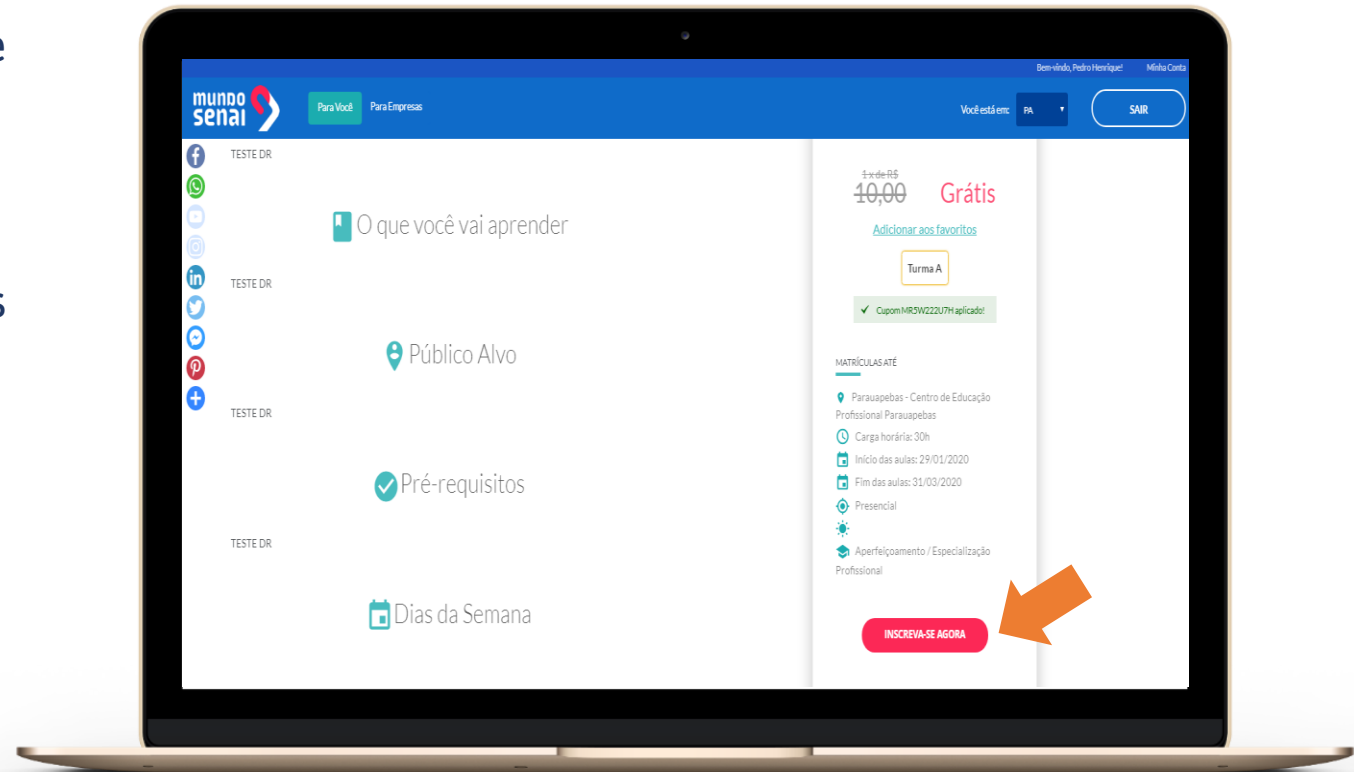 e
s
Bem-vindo, Pedro Henrique! Minha Conta
mundo
senai
Para Você Para Empresas
Você está em: PA
SAIR
TESTE DR
O que você vai aprender
TESTE DR
Público Alvo
TESTE DR
Pré-requisitos
TESTE DR
Dias da Semana
1 x de R$
10,00 Grátis
Adicionar aos favoritos
Turma A
Cupom MR5W222U7H aplicado!
MATRÍCULAS ATÉ
Parauapebas - Centro de Educação
Profissional Parauapebas
Carga horária: 30h
Início das aulas: 29/01/2020
Fim das aulas: 31/03/2020
Presencial
Aperfeiçoamento / Especialização
Profissional
INSCREVA-SE AGORA